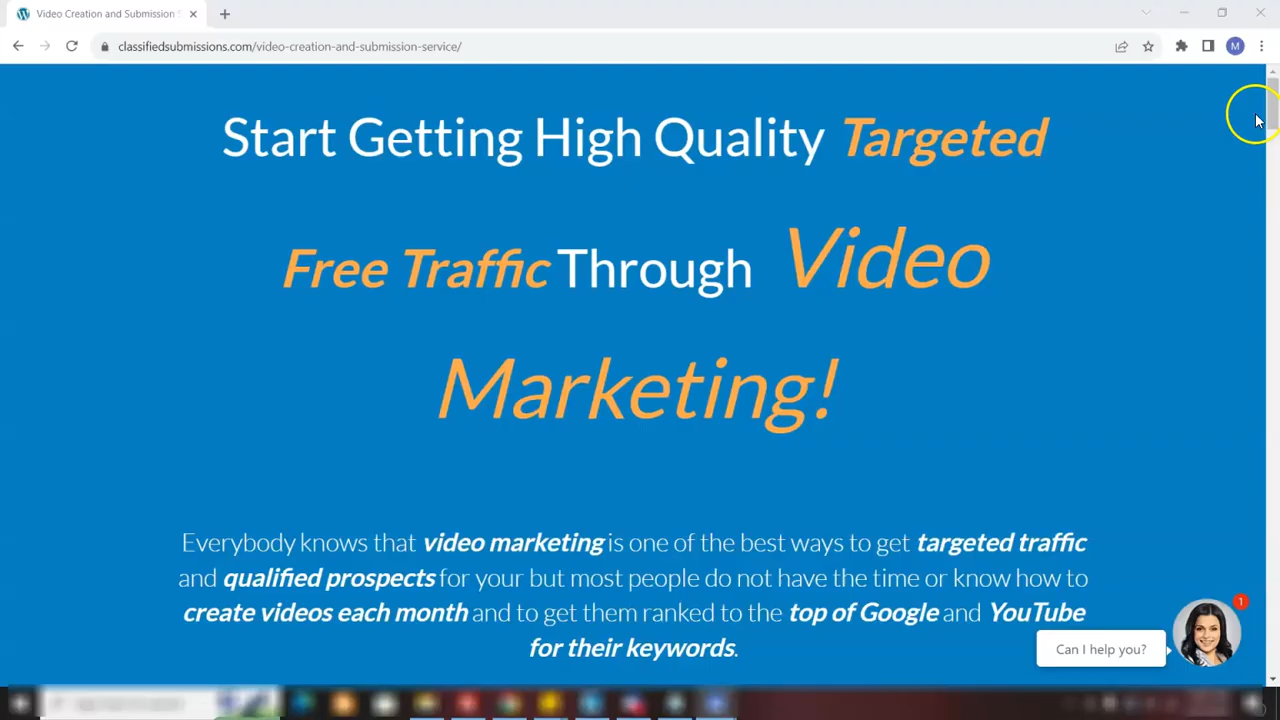 Video Creation and Submission S
classifiedsubmissions.com/video-creation-and-submission-service/
M
Start Getting High Quality Targeted
Free Traffic Through Video
Marketing!
Everybody knows that video marketing is one of the best ways to get targeted traffic
and qualified prospects for your but most people do not have the time or know how to
create videos each month and to get them ranked to the top of Google and YouTube
for their keywords.
1
Can I help you?